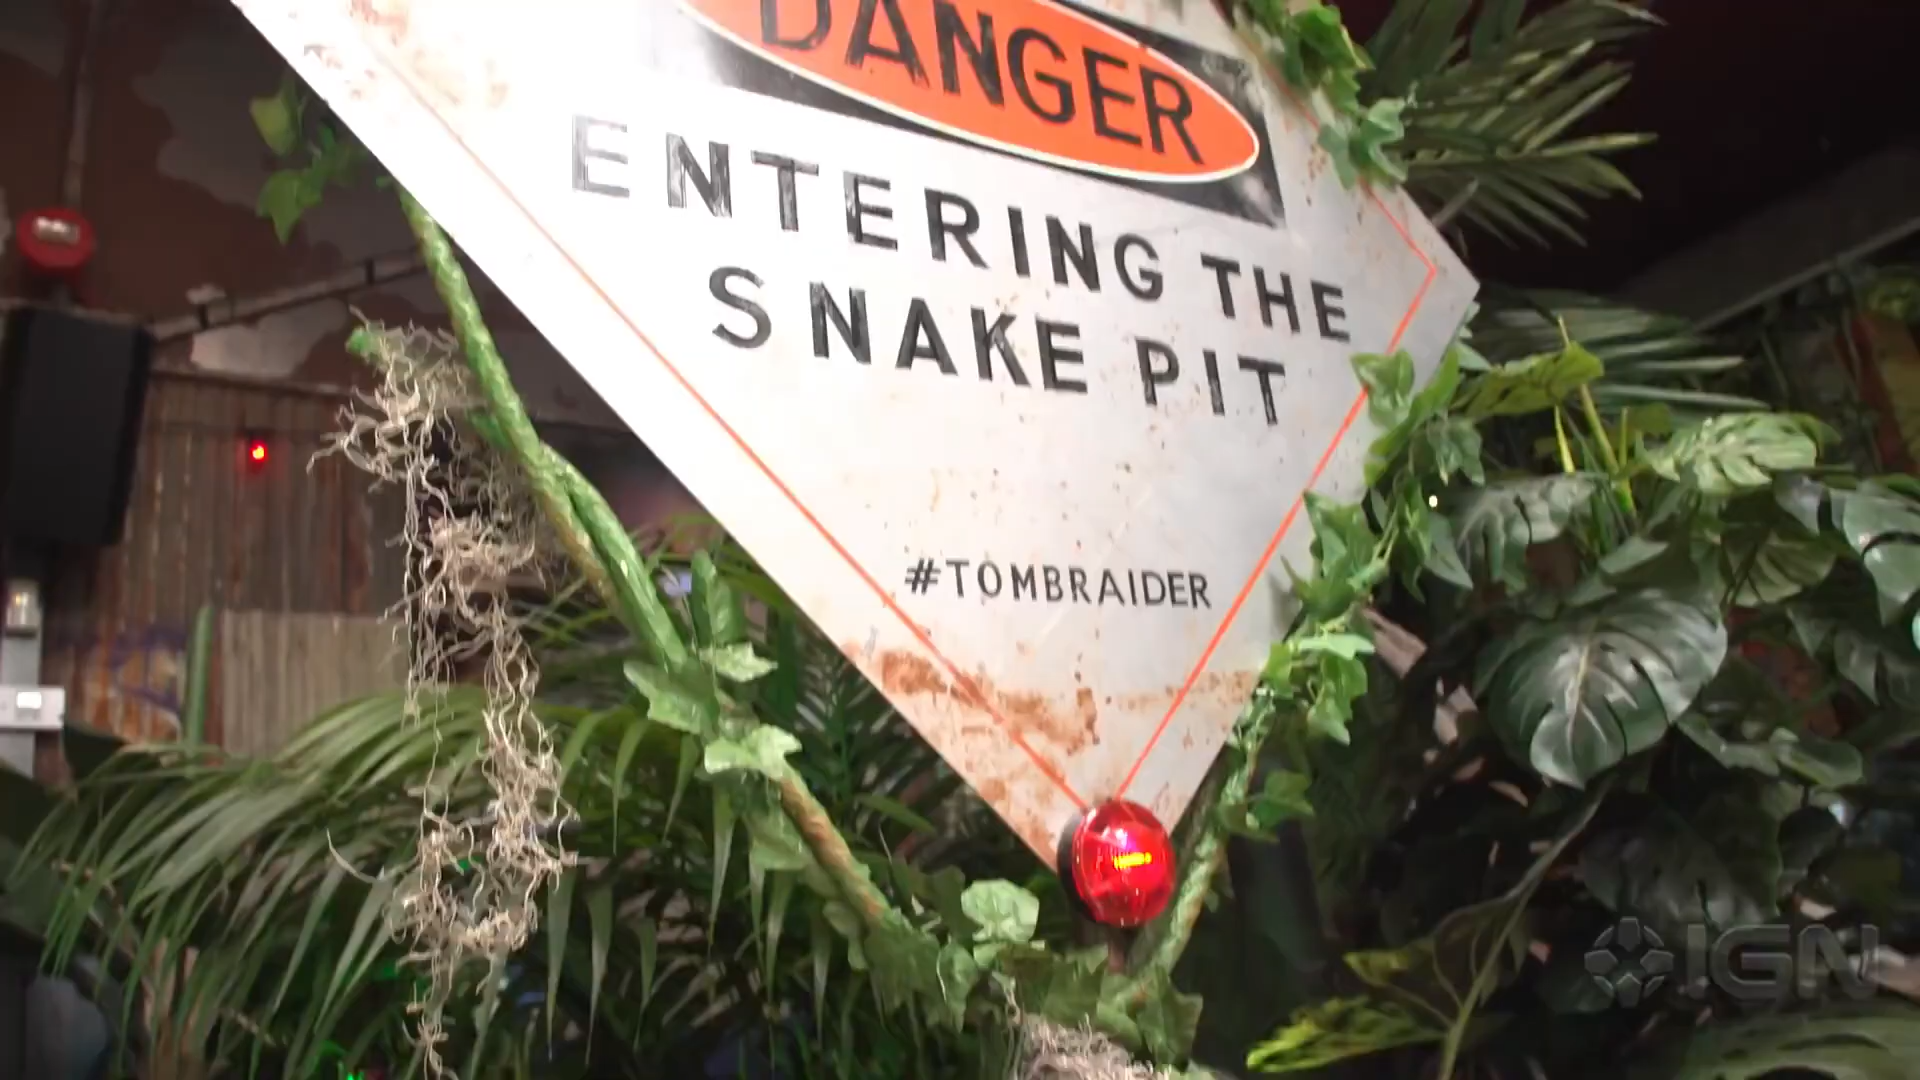 DANGER
ENTERING THE
SNAKE PIT
#TOMBRAIDER
IGN